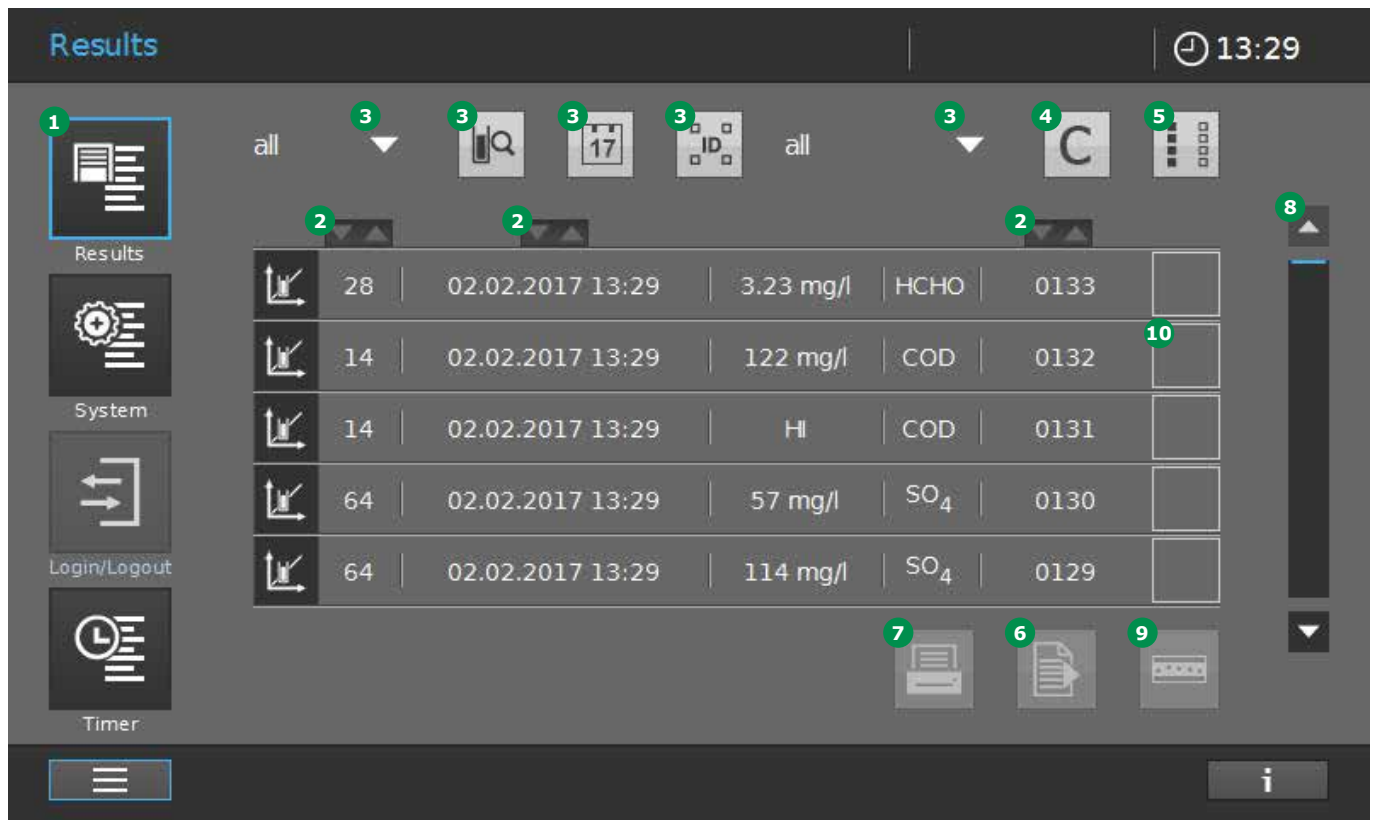 Results
13:29
1
3
3
3
3
3
4
5
all
17
ID
all
C
2
2
2
8
Results
28 02.02.2017 13:29 3.23 mg/l HCHO 0133
10
14 02.02.2017 13:29 122 mg/l COD 0132
System
14 02.02.2017 13:29 HI COD 0131
64 02.02.2017 13:29 57 mg/l SO₄ 0130
Login/Logout
64 02.02.2017 13:29 114 mg/l SO₄ 0129
7
6
9
Timer
i